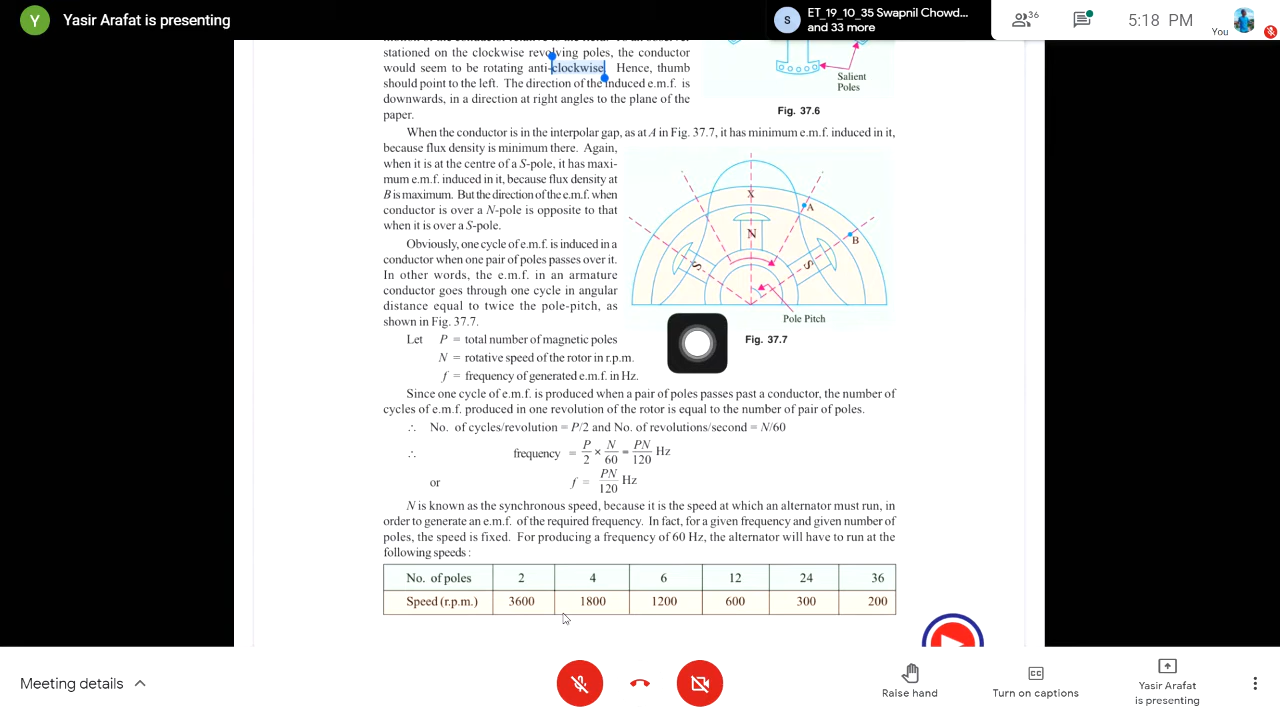 Y Yasir Arafat is presenting
S ET_19_10_35 Swapnil Chowd...
and 33 more
36
5:18 PM
You
stationed on the clockwise revolving poles, the conductor
would seem to be rotating anti-clockwise. Hence, thumb
should point to the left. The direction of the induced e.m.f. is
downwards, in a direction at right angles to the plane of the
paper.
Salient
Poles
Fig. 37.6
When the conductor is in the interpolar gap, as at A in Fig. 37.7, it has minimum e.m.f. induced in it,
because flux density is minimum there. Again,
when it is at the centre of a S-pole, it has maxi-
mum e.m.f. induced in it, because flux density at
B is maximum. But the direction of the e.m.f. when
conductor is over a N-pole is opposite to that
when it is over a S-pole.
Obviously, one cycle of e.m.f. is induced in a
conductor when one pair of poles passes over it.
In other words, the e.m.f. in an armature
conductor goes through one cycle in angular
distance equal to twice the pole-pitch, as
shown in Fig. 37.7.
X
A
N
B
S
S
Pole Pitch
Fig. 37.7
Let P = total number of magnetic poles
N = rotative speed of the rotor in r.p.m.
f = frequency of generated e.m.f. in Hz.
Since one cycle of e.m.f. is produced when a pair of poles passes past a conductor, the number of
cycles of e.m.f. produced in one revolution of the rotor is equal to the number of pair of poles.
∴ No. of cycles/revolution = P/2 and No. of revolutions/second = N/60
∴ frequency = P/2 × N/60 = PN/120 Hz
or f = PN/120 Hz
N is known as the synchronous speed, because it is the speed at which an alternator must run, in
order to generate an e.m.f. of the required frequency. In fact, for a given frequency and given number of
poles, the speed is fixed. For producing a frequency of 60 Hz, the alternator will have to run at the
following speeds :
No. of poles 2 4 6 12 24 36
Speed (r.p.m.) 3600 1800 1200 600 300 200
Meeting details
Raise hand
CC
Turn on captions
Yasir Arafat
is presenting